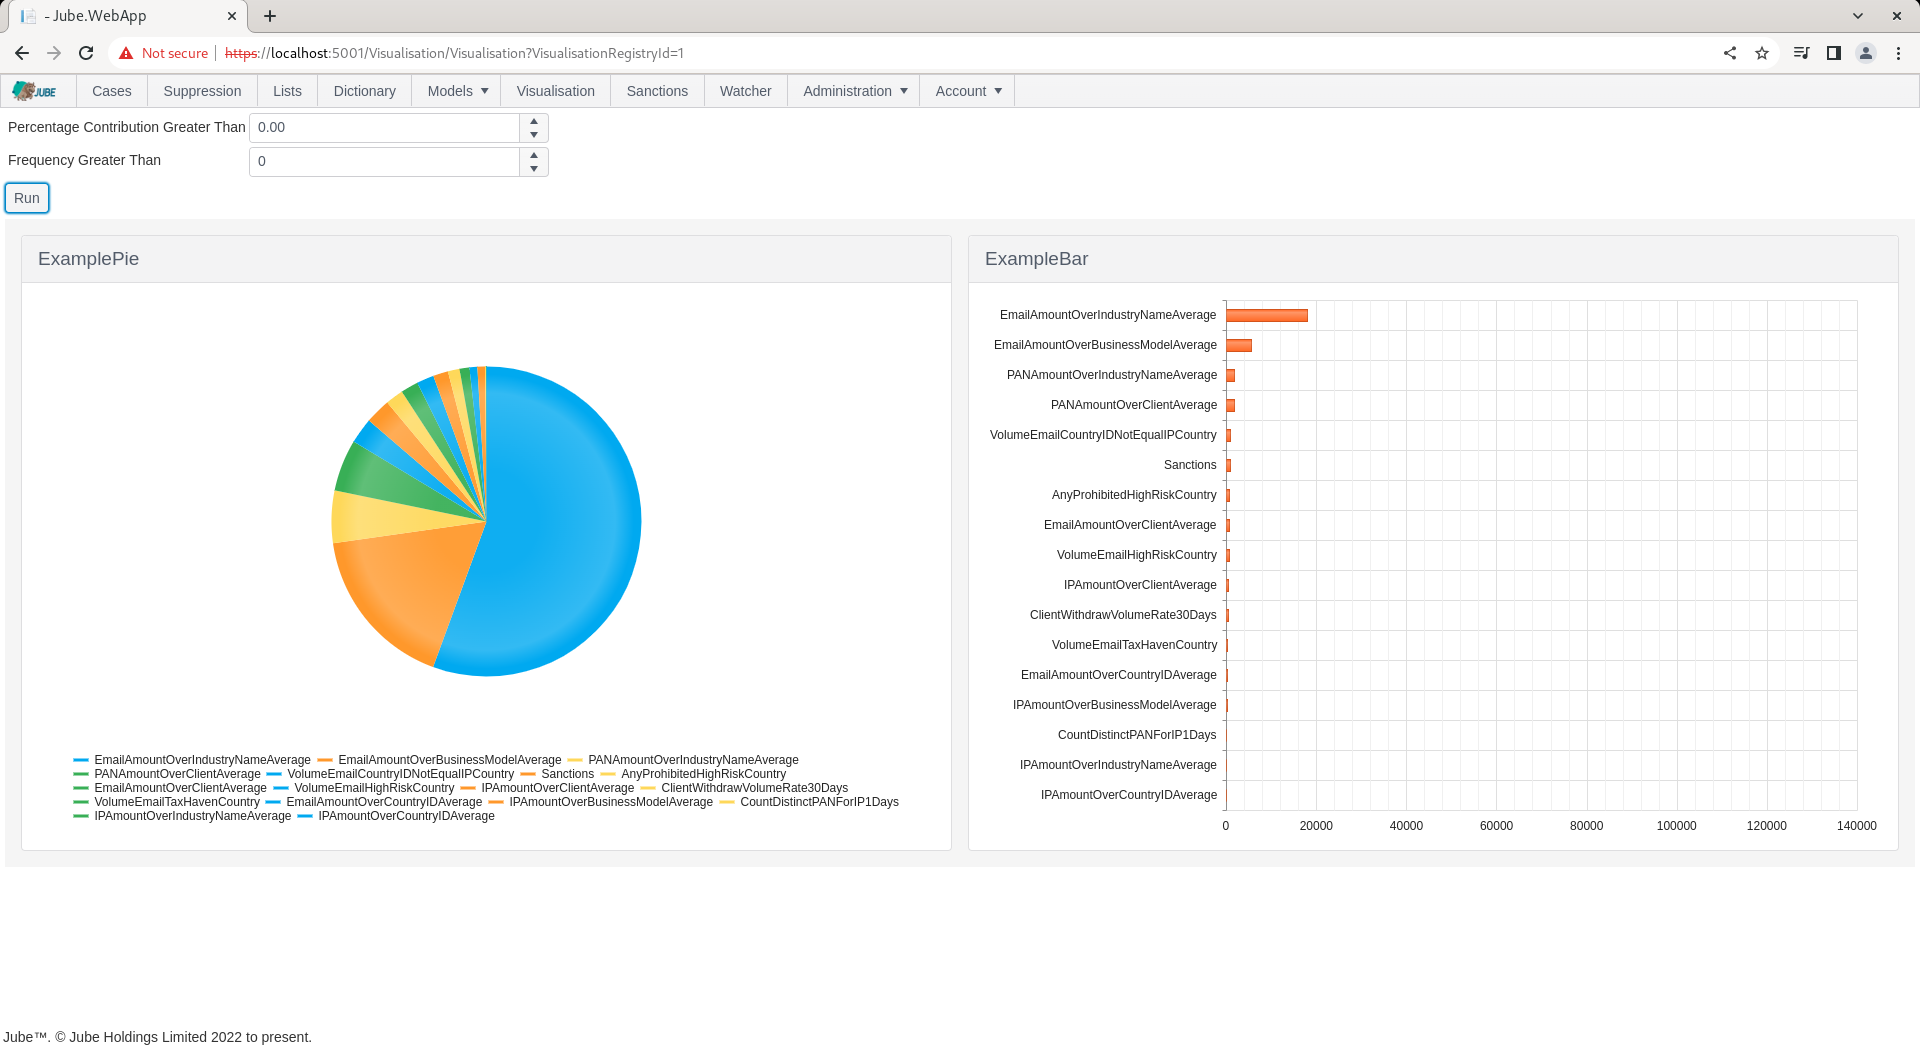 - Jube.WebApp
Not secure https://localhost:5001/Visualisation/Visualisation?VisualisationRegistryId=1
JUBE Cases Suppression Lists Dictionary Models Visualisation Sanctions Watcher Administration Account
Percentage Contribution Greater Than 0.00
Frequency Greater Than 0
Run
ExamplePie
EmailAmountOverIndustryNameAverage EmailAmountOverBusinessModelAverage PANAmountOverIndustryNameAverage
PANAmountOverClientAverage VolumeEmailCountryIDNotEqualIPCountry Sanctions AnyProhibitedHighRiskCountry
EmailAmountOverClientAverage VolumeEmailHighRiskCountry IPAmountOverClientAverage ClientWithdrawVolumeRate30Days
VolumeEmailTaxHavenCountry EmailAmountOverCountryIDAverage IPAmountOverBusinessModelAverage CountDistinctPANForIP1Days
IPAmountOverIndustryNameAverage IPAmountOverCountryIDAverage
ExampleBar
EmailAmountOverIndustryNameAverage
EmailAmountOverBusinessModelAverage
PANAmountOverIndustryNameAverage
PANAmountOverClientAverage
VolumeEmailCountryIDNotEqualIPCountry
Sanctions
AnyProhibitedHighRiskCountry
EmailAmountOverClientAverage
VolumeEmailHighRiskCountry
IPAmountOverClientAverage
ClientWithdrawVolumeRate30Days
VolumeEmailTaxHavenCountry
EmailAmountOverCountryIDAverage
IPAmountOverBusinessModelAverage
CountDistinctPANForIP1Days
IPAmountOverIndustryNameAverage
IPAmountOverCountryIDAverage
0 20000 40000 60000 80000 100000 120000 140000
Jube™. © Jube Holdings Limited 2022 to present.